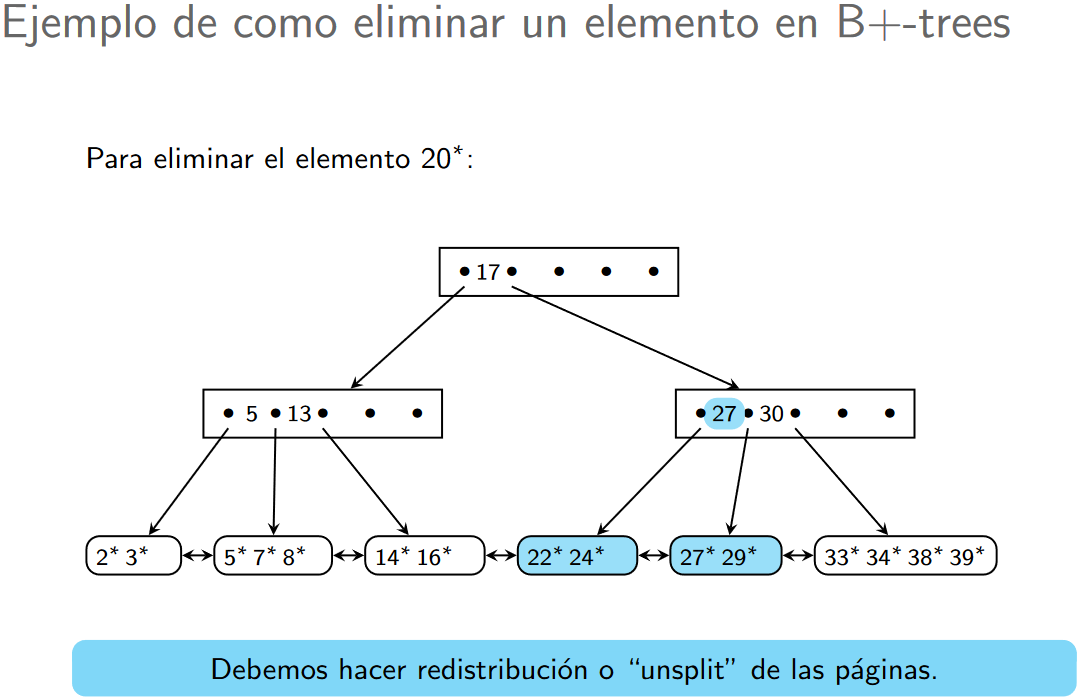 Ejemplo de como eliminar un elemento en B+-trees
Para eliminar el elemento 20*:
17
5 13
27 30
2* 3*
5* 7* 8*
14* 16*
22* 24*
27* 29*
33* 34* 38* 39*
Debemos hacer redistribución o “unsplit” de las páginas.